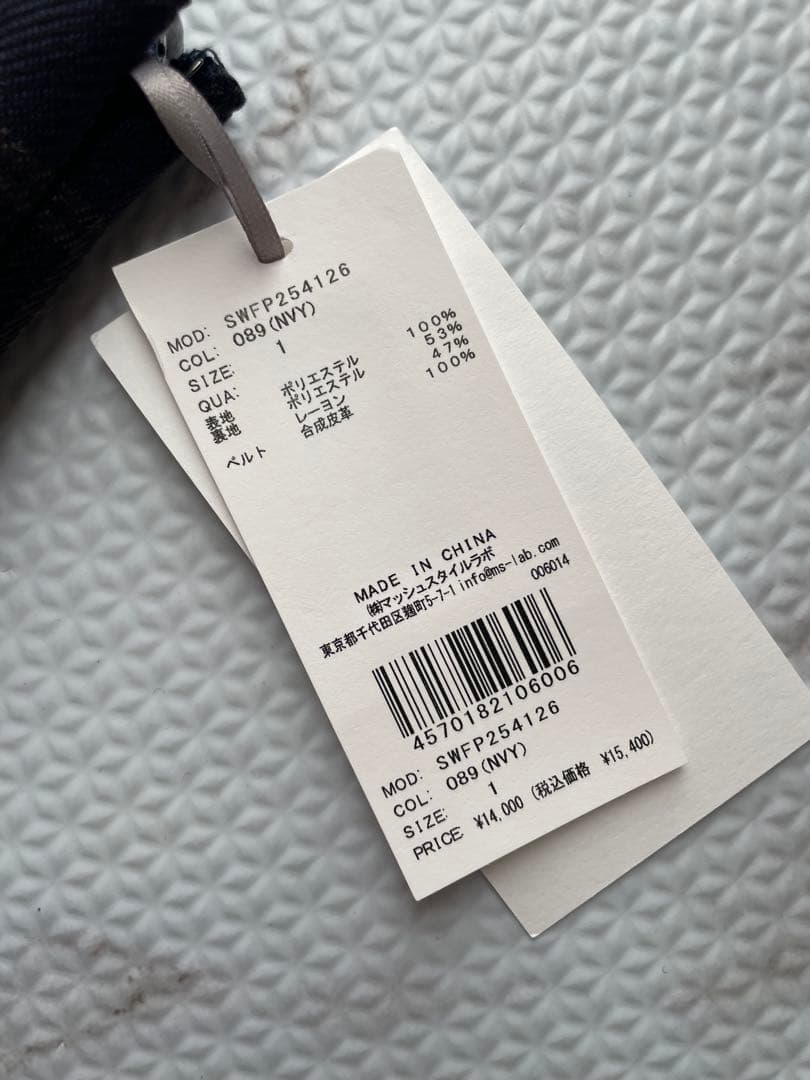 MOD: SWFP254126
COL: 089(NVY)
SIZE: 1
QUA:
表地 ポリエステル 100%
裏地 ポリエステル 53%
レーヨン 47%
ベルト 合成皮革 100%
MADE IN CHINA
㈱マッシュスタイルラボ
東京都千代田区麹町5-7-1 info@ms-lab.com
006014
4570182106006
MOD: SWFP254126
COL: 089(NVY)
SIZE: 1
PRICE ¥14,000 (税込価格 ¥15,400)